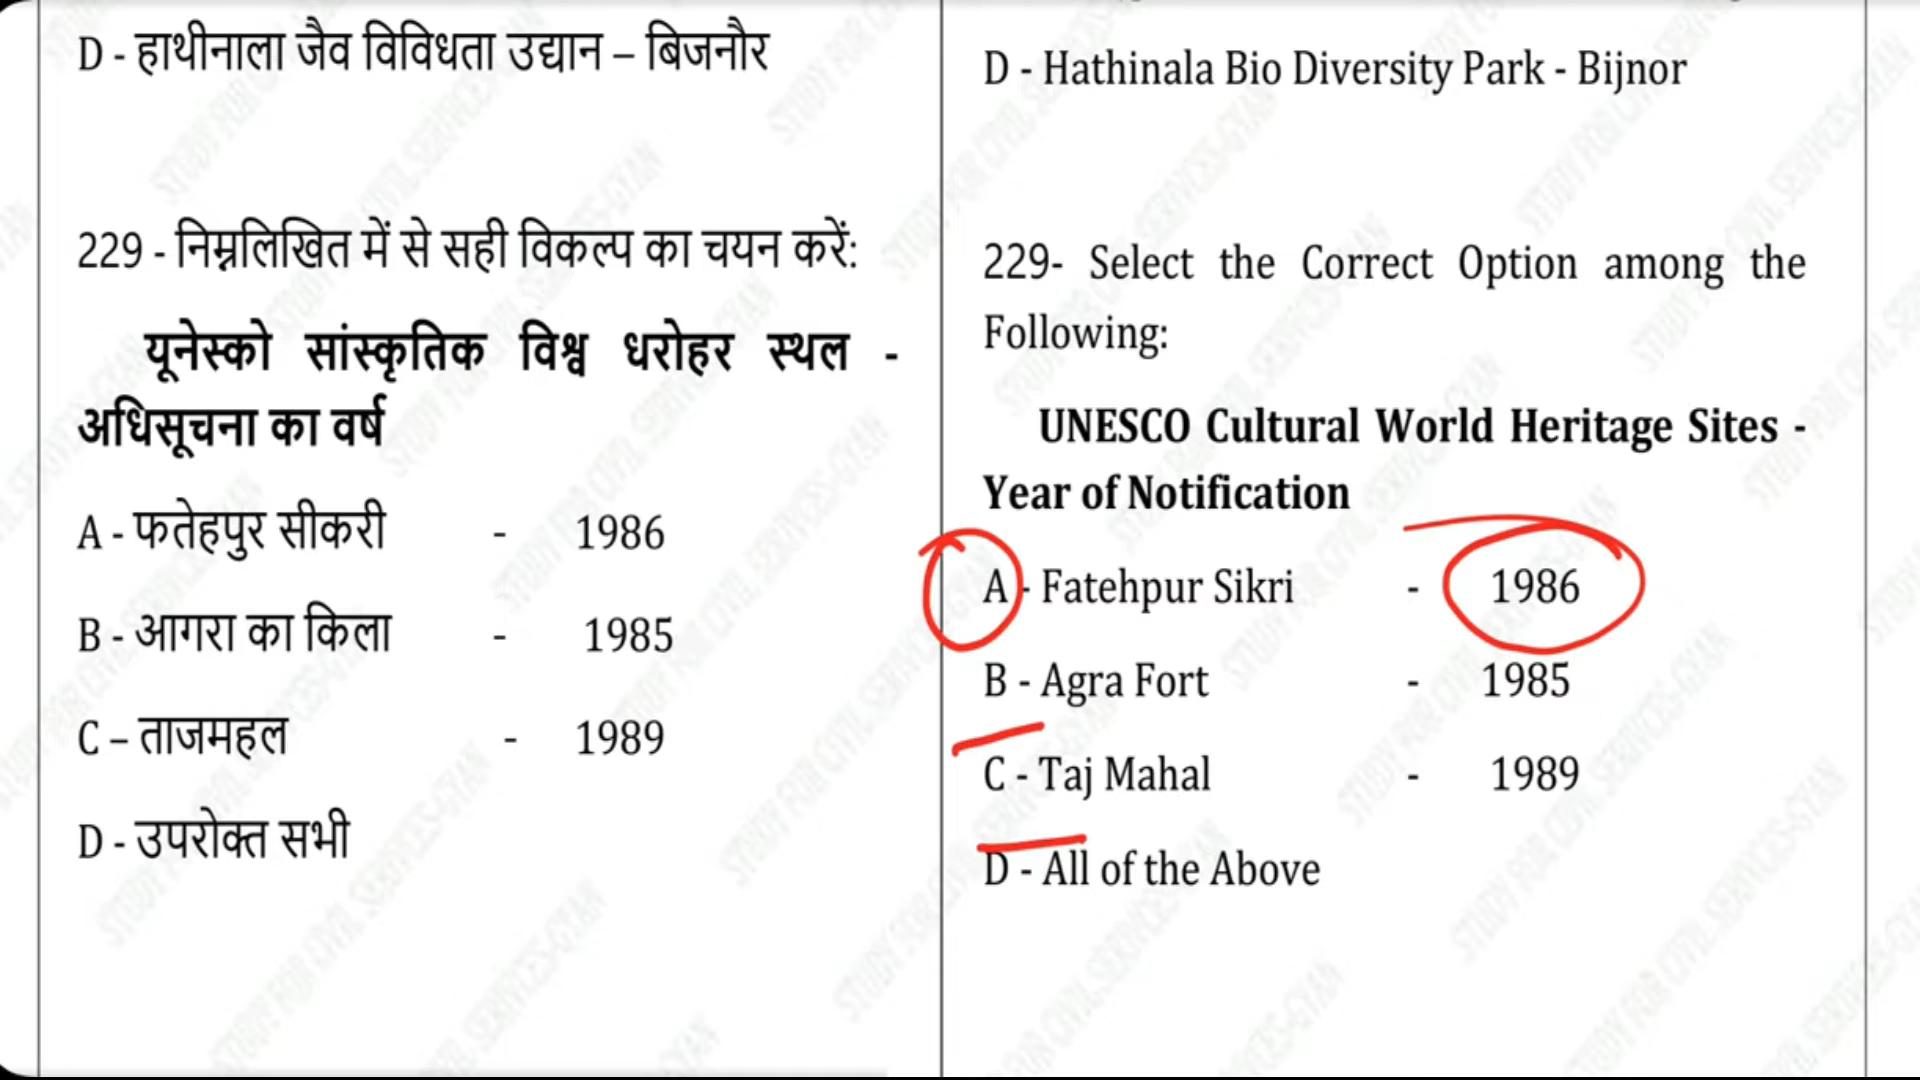 D - हाथीनाला जैव विविधता उद्यान – बिजनौर
229 - निम्नलिखित में से सही विकल्प का चयन करें:
यूनेस्को सांस्कृतिक विश्व धरोहर स्थल -
अधिसूचना का वर्ष
A - फतेहपुर सीकरी - 1986
B - आगरा का किला - 1985
C – ताजमहल - 1989
D - उपरोक्त सभी
D - Hathinala Bio Diversity Park - Bijnor
229- Select the Correct Option among the
Following:
UNESCO Cultural World Heritage Sites -
Year of Notification
A - Fatehpur Sikri - 1986
B - Agra Fort - 1985
C - Taj Mahal - 1989
D - All of the Above